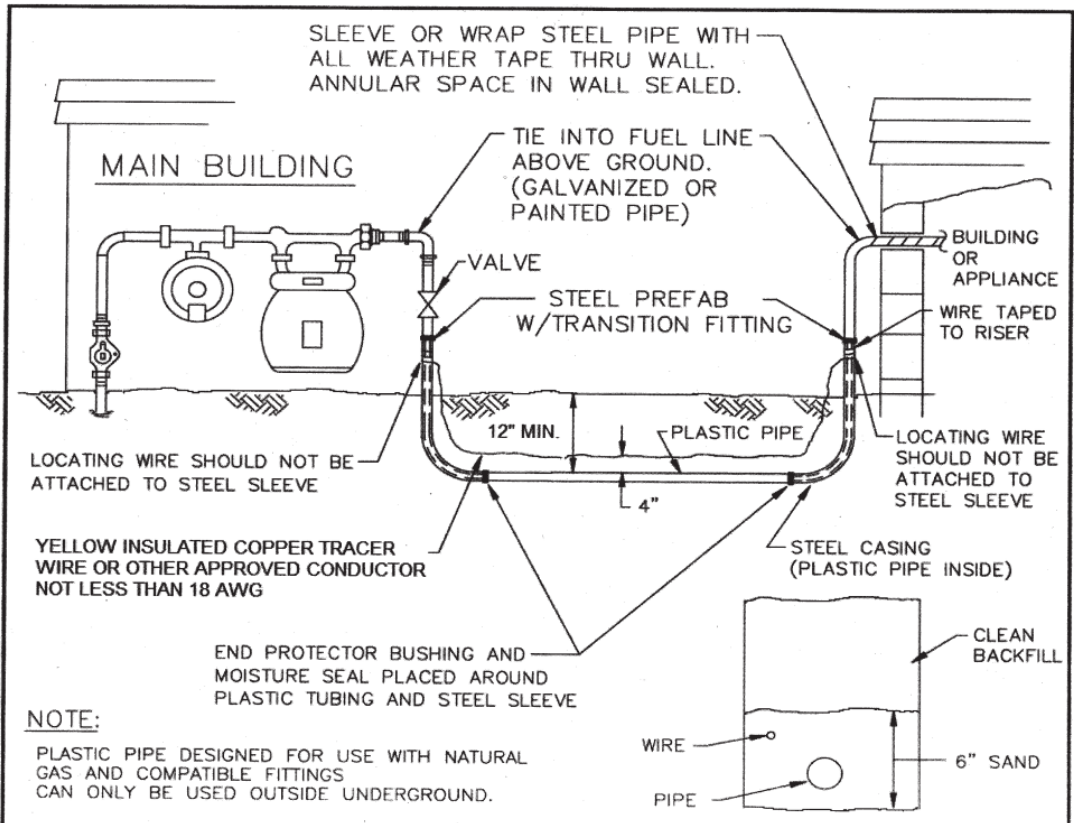 SLEEVE OR WRAP STEEL PIPE WITH
ALL WEATHER TAPE THRU WALL.
ANNULAR SPACE IN WALL SEALED.
MAIN BUILDING
TIE INTO FUEL LINE
ABOVE GROUND.
(GALVANIZED OR
PAINTED PIPE)
BUILDING
OR
APPLIANCE
VALVE
STEEL PREFAB
W/TRANSITION FITTING
WIRE TAPED
TO RISER
12" MIN.
PLASTIC PIPE
LOCATING WIRE SHOULD NOT BE
ATTACHED TO STEEL SLEEVE
LOCATING WIRE
SHOULD NOT BE
ATTACHED TO
STEEL SLEEVE
4"
YELLOW INSULATED COPPER TRACER
WIRE OR OTHER APPROVED CONDUCTOR
NOT LESS THAN 18 AWG
STEEL CASING
(PLASTIC PIPE INSIDE)
END PROTECTOR BUSHING AND
MOISTURE SEAL PLACED AROUND
PLASTIC TUBING AND STEEL SLEEVE
CLEAN
BACKFILL
NOTE:
PLASTIC PIPE DESIGNED FOR USE WITH NATURAL
GAS AND COMPATIBLE FITTINGS
CAN ONLY BE USED OUTSIDE UNDERGROUND.
WIRE
6" SAND
PIPE